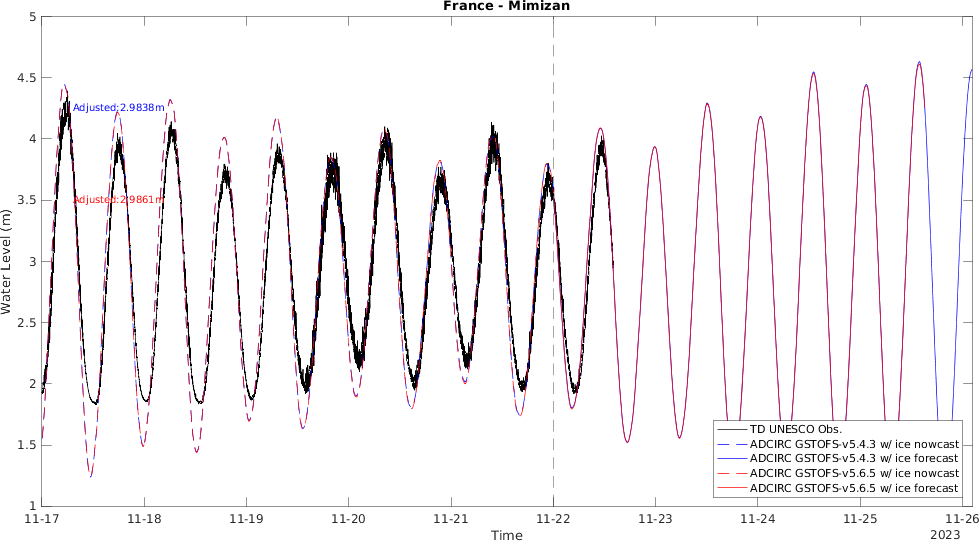 France - Mimizan
5
4.5
4
3.5
3
2.5
2
1.5
1
Water Level (m)
Adjusted:2.9838m
Adjusted:2.9861m
TD UNESCO Obs.
ADCIRC GSTOFS-v5.4.3 w/ ice nowcast
ADCIRC GSTOFS-v5.4.3 w/ ice forecast
ADCIRC GSTOFS-v5.6.5 w/ ice nowcast
ADCIRC GSTOFS-v5.6.5 w/ ice forecast
11-17 11-18 11-19 11-20 11-21 11-22 11-23 11-24 11-25 11-26
Time
2023